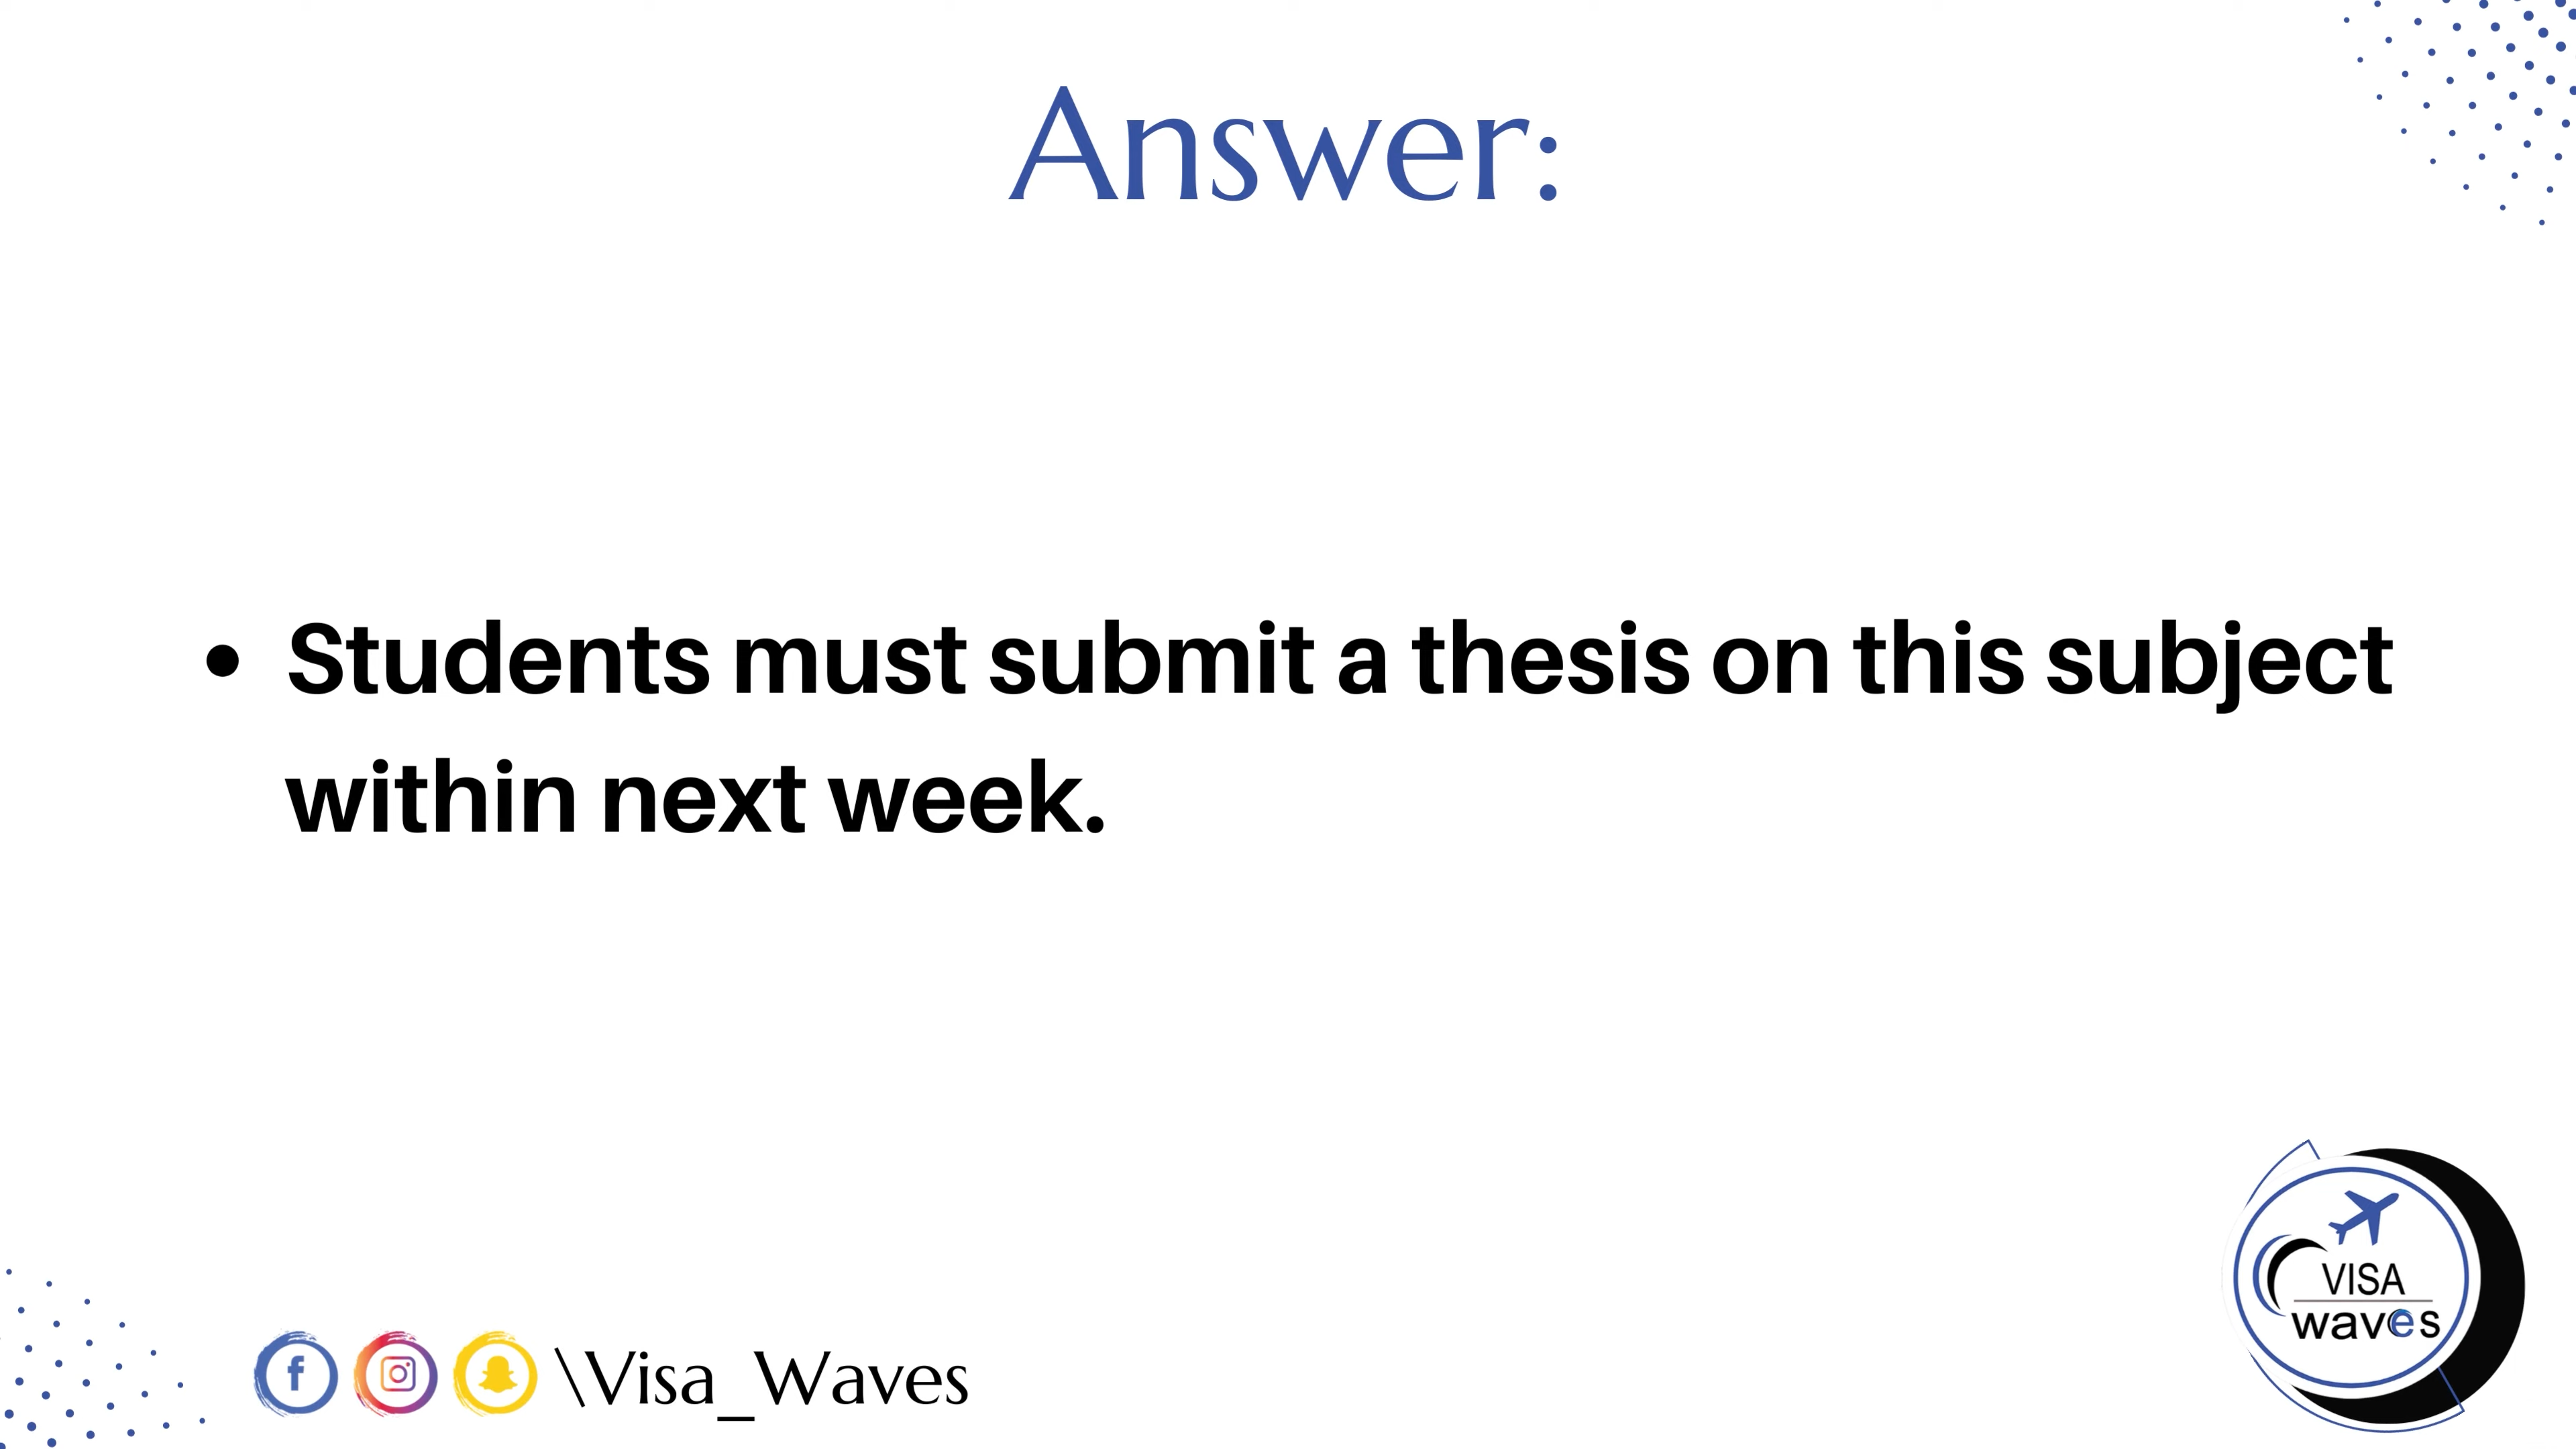 Answer:
• Students must submit a thesis on this subject
within next week.
\Visa_Waves
VISA
waves